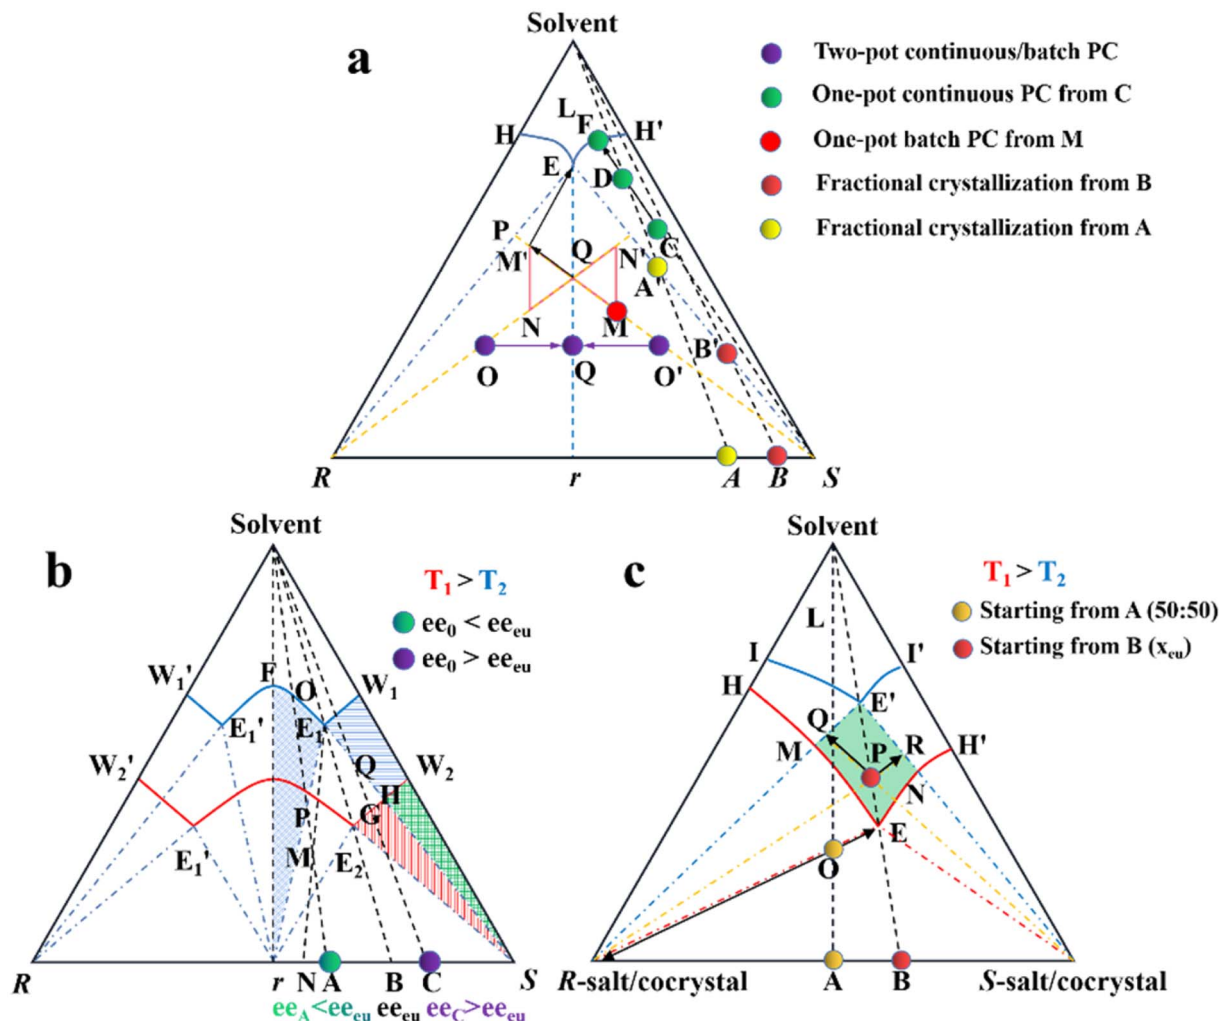 Solvent
a
Two-pot continuous/batch PC
One-pot continuous PC from C
One-pot batch PC from M
Fractional crystallization from B
Fractional crystallization from A
L
F
H
H'
E
D
P
C
M'
Q
N'
A'
N
M
B'
O
Q
O'
R
r
A
B
S
b
Solvent
T1 > T2
ee0 < eeeu
ee0 > eeeu
W1'
F
O
W1
E1'
E1
W2'
Q
W2
H
G
P
M
E1'
E2
R
r
N
A
B
C
S
eeA<eeeu
eeeu
eeC>eeeu
c
Solvent
T1 > T2
Starting from A (50:50)
Starting from B (xeu)
L
I
I'
H
E'
Q
R
H'
M
P
N
E
O
R-salt/cocrystal
A
B
S-salt/cocrystal